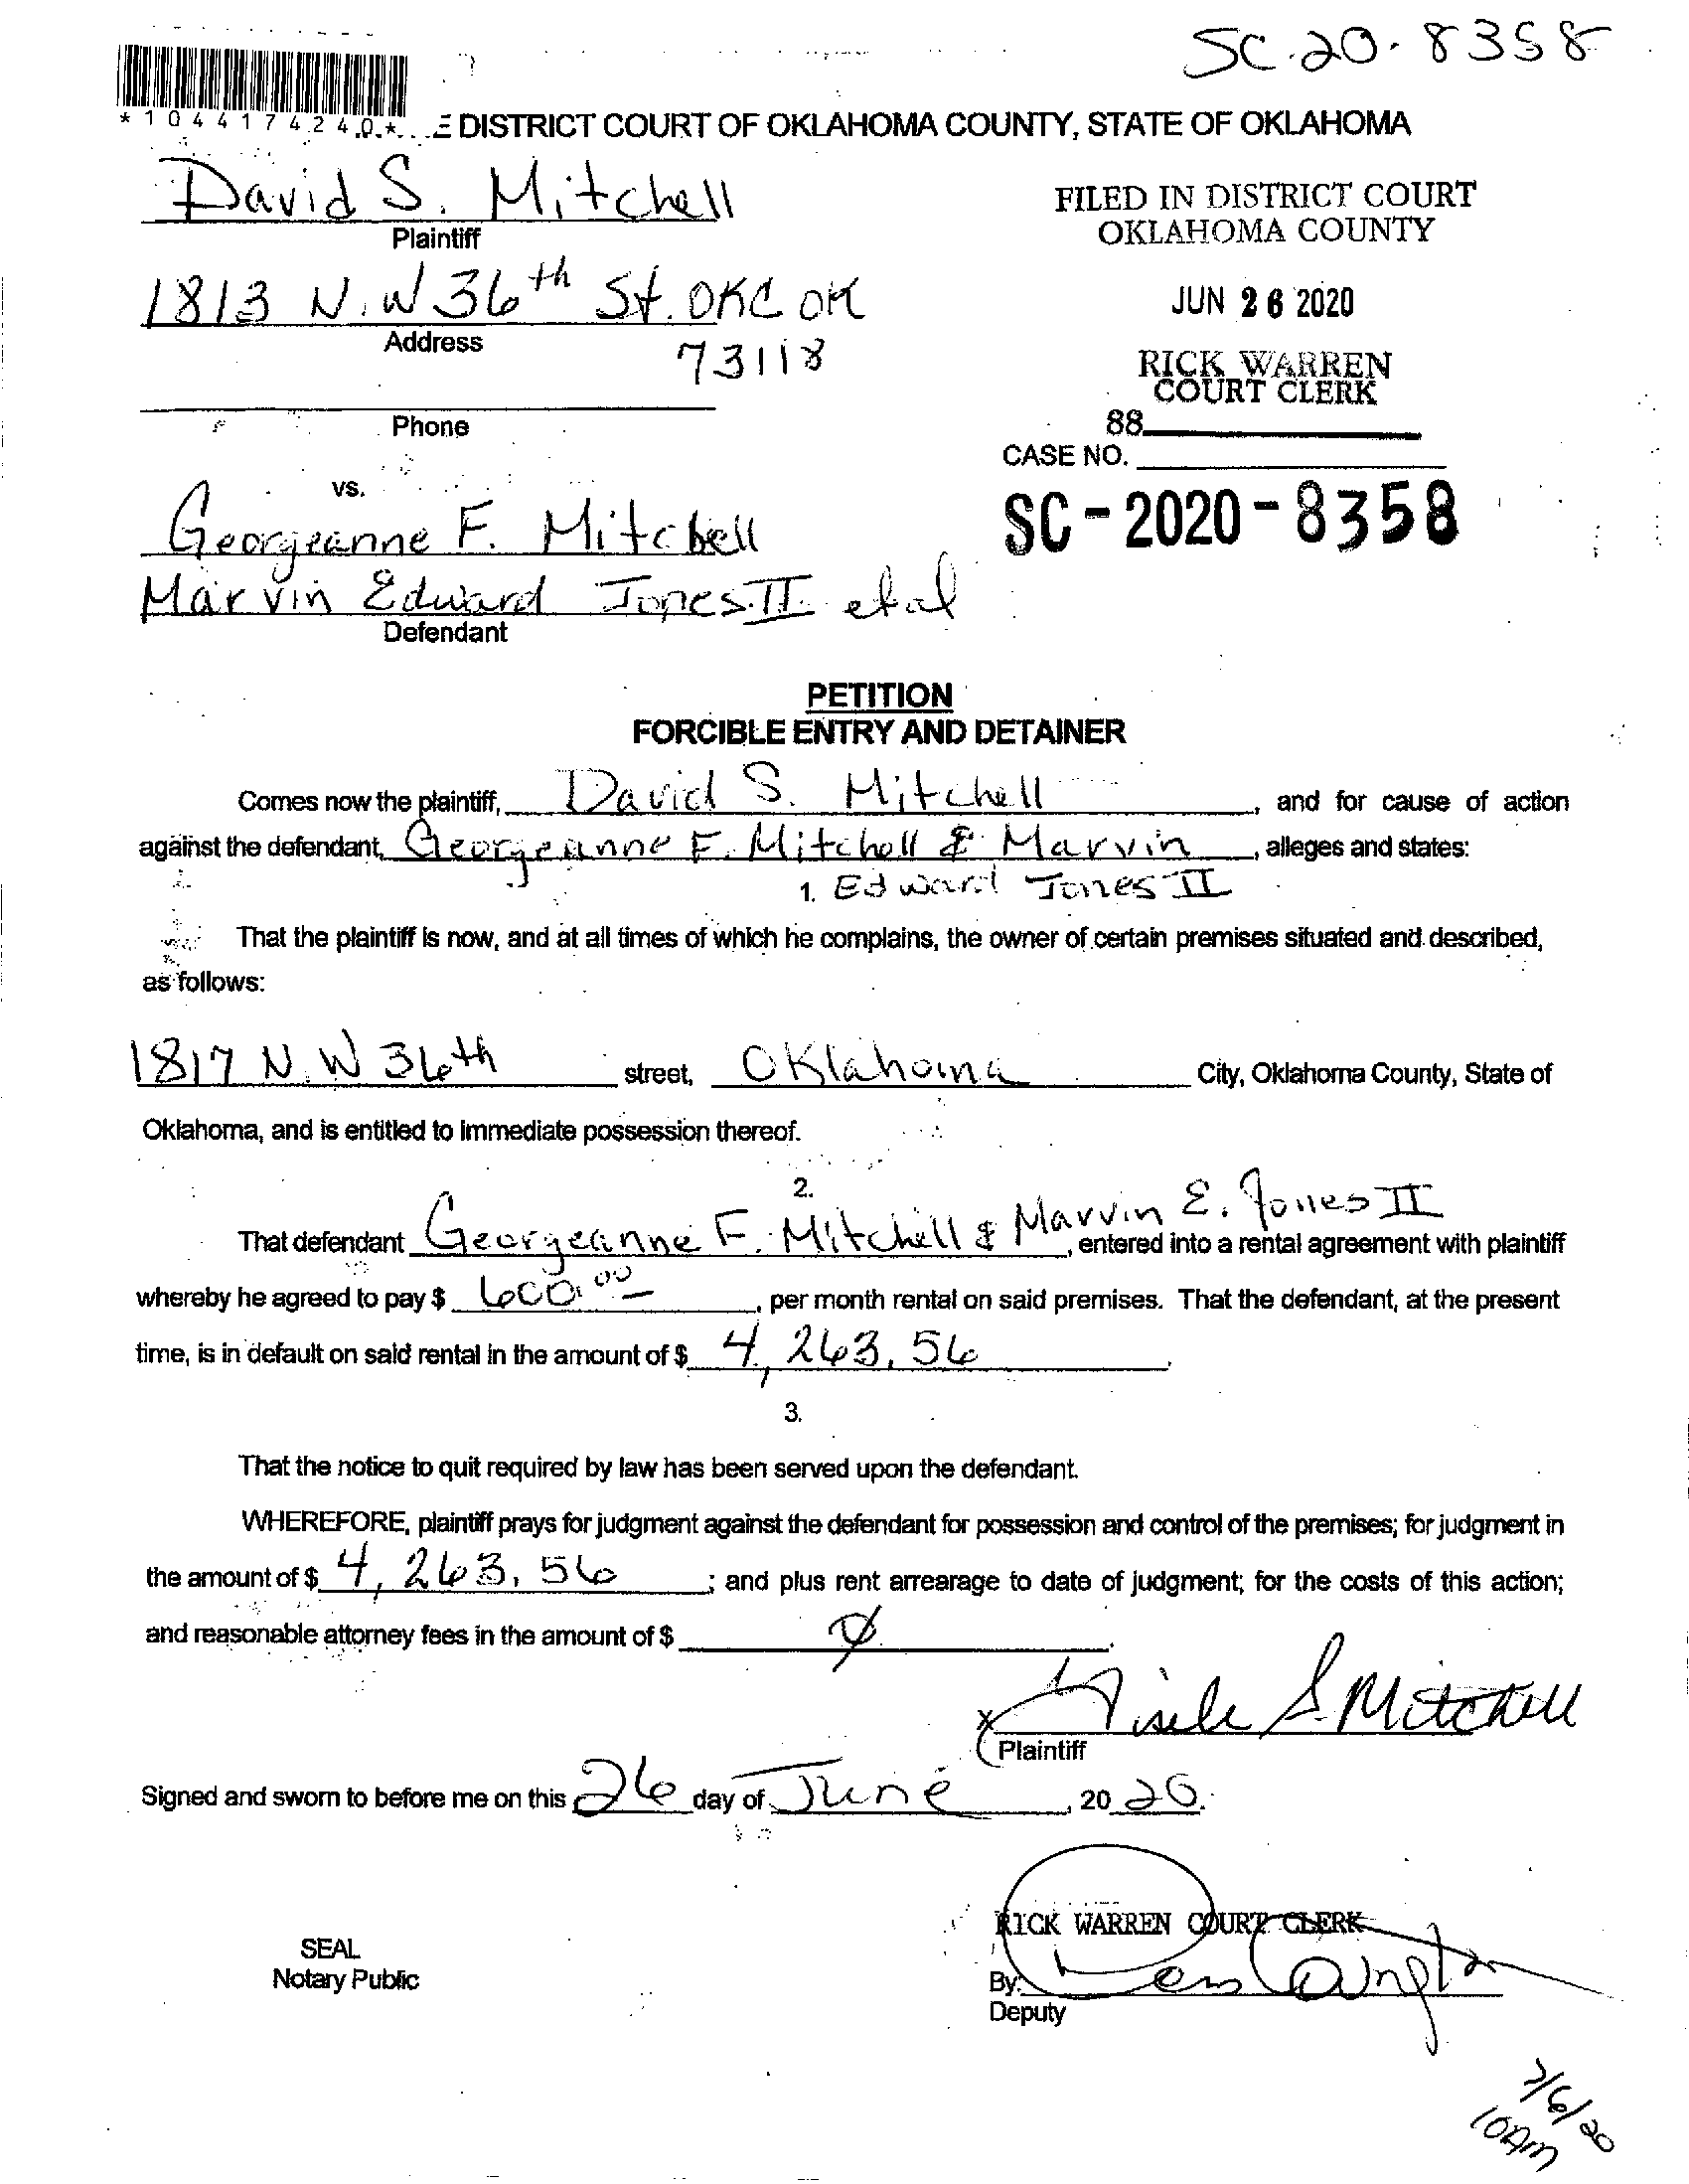 SC.20.8358
*1044174240* E DISTRICT COURT OF OKLAHOMA COUNTY, STATE OF OKLAHOMA
David S. Mitchell
Plaintiff
FILED IN DISTRICT COURT
OKLAHOMA COUNTY
1813 N.W 36th St. OKC OK
Address
73118
JUN 26 2020
RICK WARREN
COURT CLERK
Phone
88
CASE NO.
vs.
SC-2020-8358
Georgeanne F. Mitchell
Marvin Edward Jones II etal
Defendant
PETITION
FORCIBLE ENTRY AND DETAINER
Comes now the plaintiff, David S. Mitchell, and for cause of action
against the defendant, Georgeanne F. Mitchell & Marvin, alleges and states:
1. Edward Jones II
That the plaintiff is now, and at all times of which he complains, the owner of certain premises situated and described,
as follows:
1817 N.W 36th street, Oklahoma City, Oklahoma County, State of
Oklahoma, and is entitled to immediate possession thereof.
2.
That defendant Georgeanne F. Mitchell & Marvin E. Jones II, entered into a rental agreement with plaintiff
whereby he agreed to pay $ 600.00, per month rental on said premises. That the defendant, at the present
time, is in default on said rental in the amount of $ 4,263.56.
3.
That the notice to quit required by law has been served upon the defendant.
WHEREFORE, plaintiff prays for judgment against the defendant for possession and control of the premises; for judgment in
the amount of $ 4,263.56; and plus rent arrearage to date of judgment; for the costs of this action;
and reasonable attorney fees in the amount of $ Ø.
x S Mitchell
Plaintiff
Signed and sworn to before me on this 26 day of June, 2020.
RICK WARREN COURT CLERK
SEAL
Notary Public
By:
Deputy
7/6/20
10AM